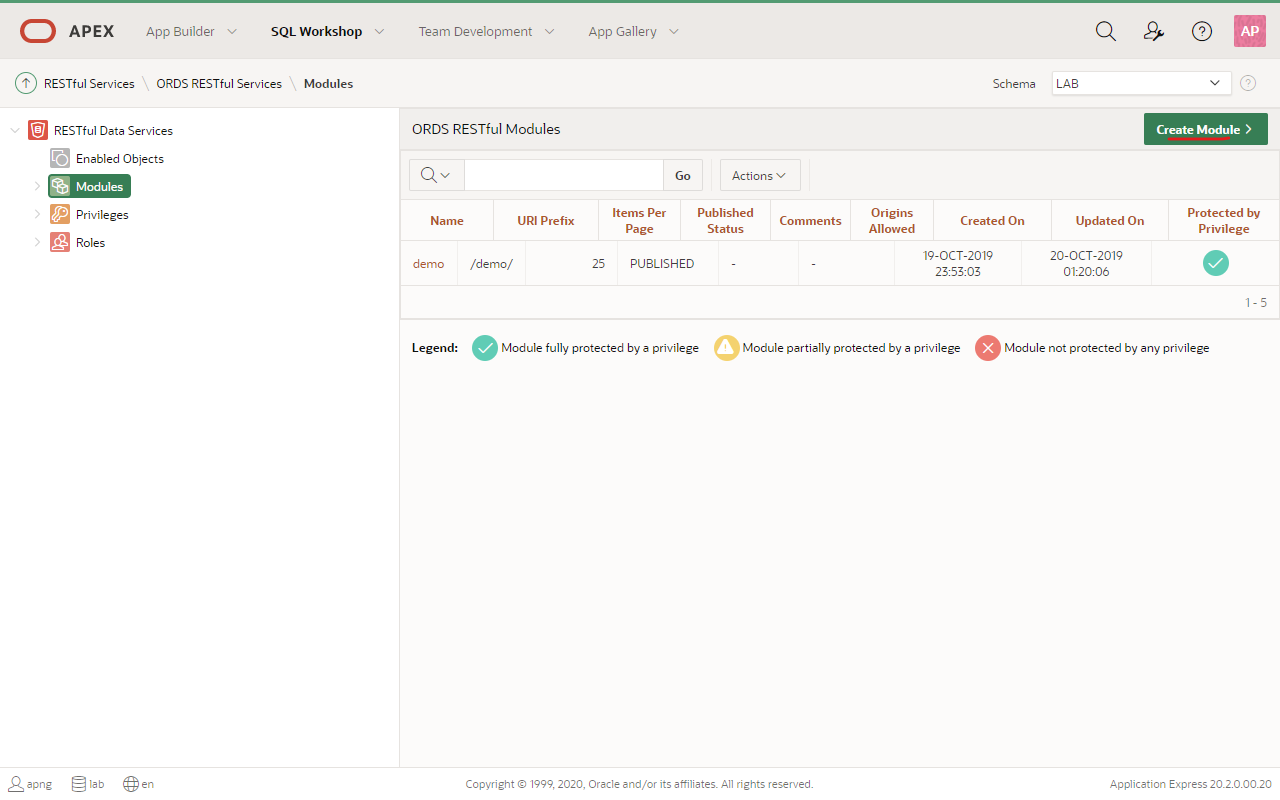 APEX App Builder SQL Workshop Team Development App Gallery AP
RESTful Services \ ORDS RESTful Services \ Modules Schema LAB
RESTful Data Services
Enabled Objects
Modules
Privileges
Roles
ORDS RESTful Modules Create Module
Go Actions
Name URI Prefix Items Per Page Published Status Comments Origins Allowed Created On Updated On Protected by Privilege
demo /demo/ 25 PUBLISHED - - 19-OCT-2019 23:53:03 20-OCT-2019 01:20:06
1 - 5
Legend: Module fully protected by a privilege Module partially protected by a privilege Module not protected by any privilege
apng lab en Copyright © 1999, 2020, Oracle and/or its affiliates. All rights reserved. Application Express 20.2.0.00.20